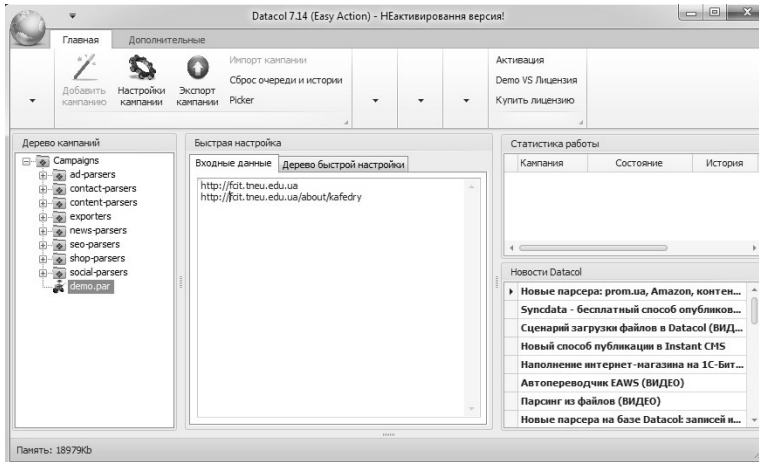 Datacol 7.14 (Easy Action) - НЕактивирования версия!
Главная Дополнительные
Добавить кампанию
Настройки кампании
Экспорт кампании
Импорт кампании
Сброс очереди и истории
Picker
Активация
Demo VS Лицензия
Купить лицензию
Дерево кампаний
Campaigns
ad-parsers
contact-parsers
content-parsers
exporters
news-parsers
seo-parsers
shop-parsers
social-parsers
demo.par
Быстрая настройка
Входные данные Дерево быстрой настройки
http://fcit.tneu.edu.ua
http://fcit.tneu.edu.ua/about/kafedry
Статистика работы
Кампания Состояние История
Новости Datacol
Новые парсера: prom.ua, Amazon, контен...
Syncdata - бесплатный способ опубликов...
Сценарий загрузки файлов в Datacol (ВИД...
Новый способ публикации в Instant CMS
Наполнение интернет-магазина на 1С-Бит...
Автопереводчик EAWS (ВИДЕО)
Парсинг из файлов (ВИДЕО)
Новые парсера на базе Datacol: записей и...
Память: 18979Kb